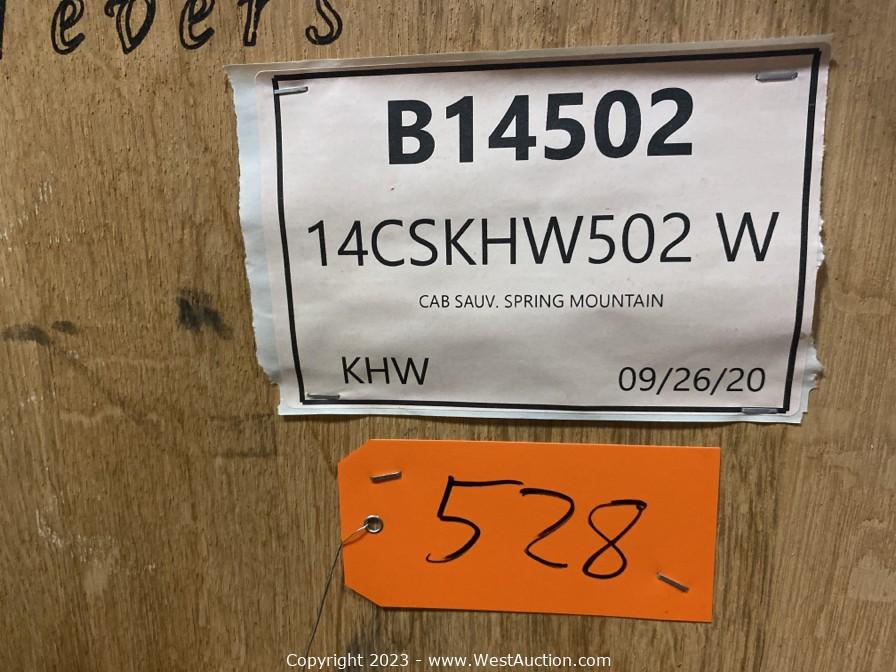 B14502
14CSKHW502 W
CAB SAUV. SPRING MOUNTAIN
KHW 09/26/20
528
Copyright 2023 - www.WestAuction.com